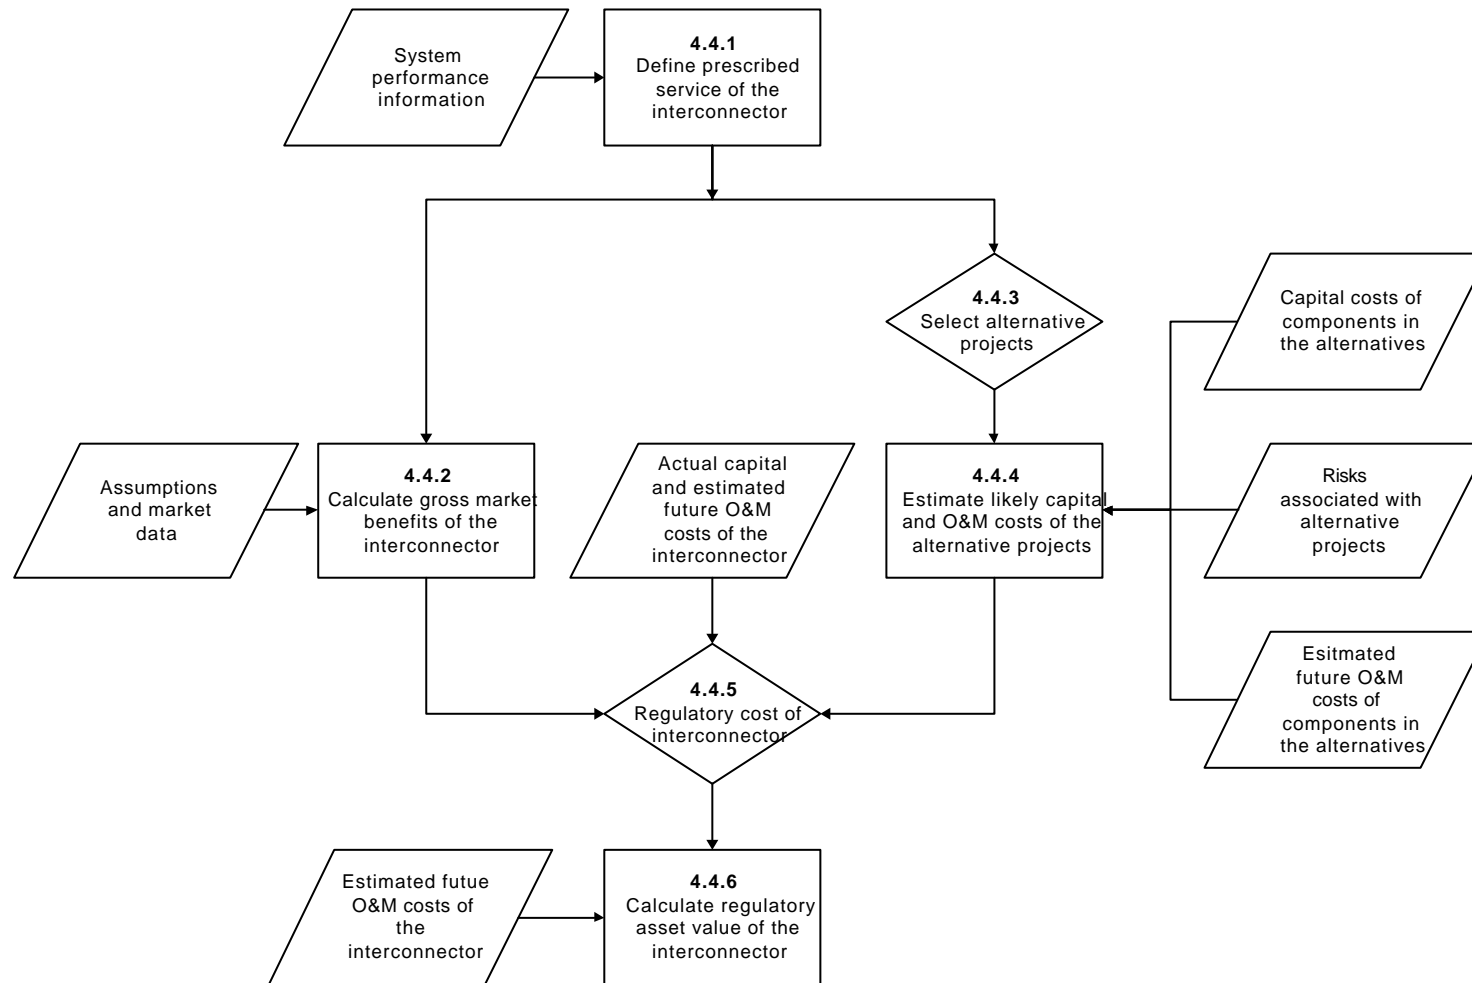 System
performance
information
4.4.1
Define prescribed
service of the
interconnector
4.4.3
Select alternative
projects
Capital costs of
components in
the alternatives
Assumptions
and market
data
4.4.2
Calculate gross market
benefits of the
interconnector
Actual capital
and estimated
future O&M
costs of the
interconnector
4.4.4
Estimate likely capital
and O&M costs of the
alternative projects
Risks
associated with
alternative
projects
4.4.5
Regulatory cost of
interconnector
Esitmated
future O&M
costs of
components in
the alternatives
Estimated futue
O&M costs of
the
interconnector
4.4.6
Calculate regulatory
asset value of the
interconnector